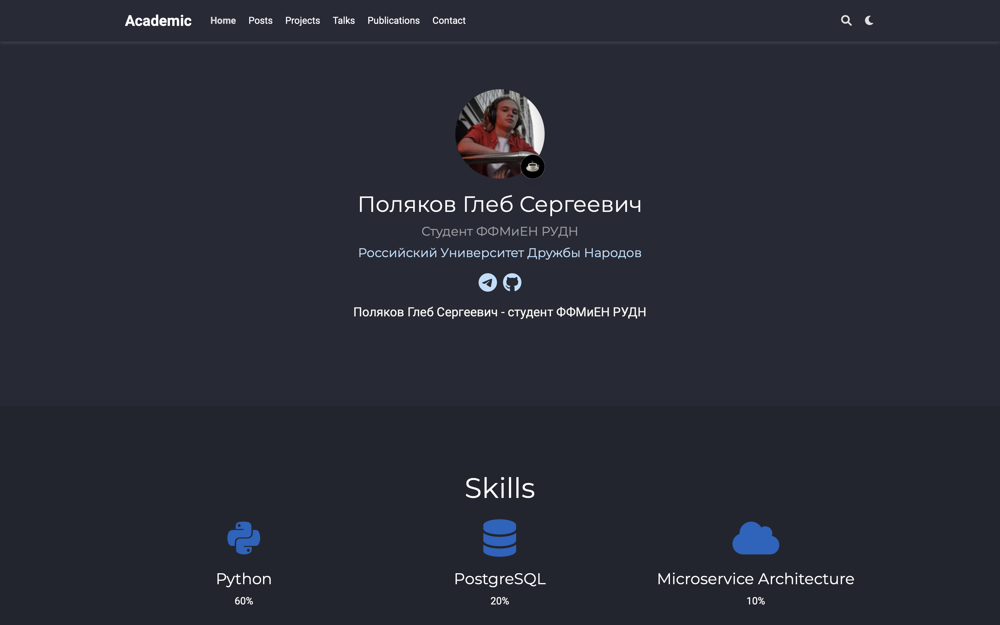 Academic Home Posts Projects Talks Publications Contact
Поляков Глеб Сергеевич
Студент ФФМиЕН РУДН
Российский Университет Дружбы Народов
Поляков Глеб Сергеевич - студент ФФМиЕН РУДН
Skills
Python PostgreSQL Microservice Architecture
60% 20% 10%